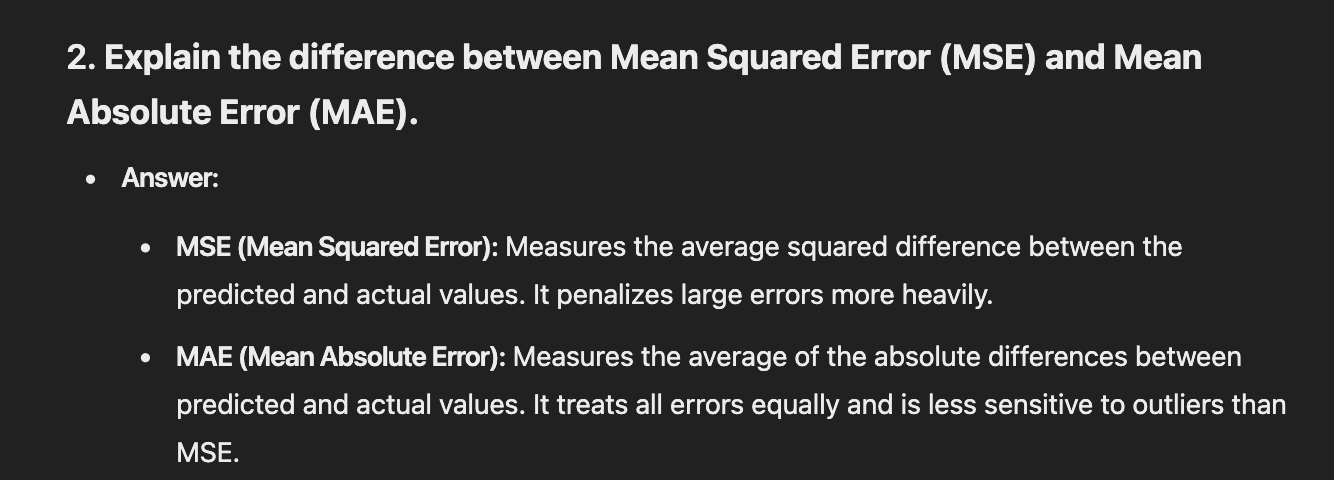 2. Explain the difference between Mean Squared Error (MSE) and Mean
Absolute Error (MAE).
• Answer:
• MSE (Mean Squared Error): Measures the average squared difference between the
predicted and actual values. It penalizes large errors more heavily.
• MAE (Mean Absolute Error): Measures the average of the absolute differences between
predicted and actual values. It treats all errors equally and is less sensitive to outliers than
MSE.